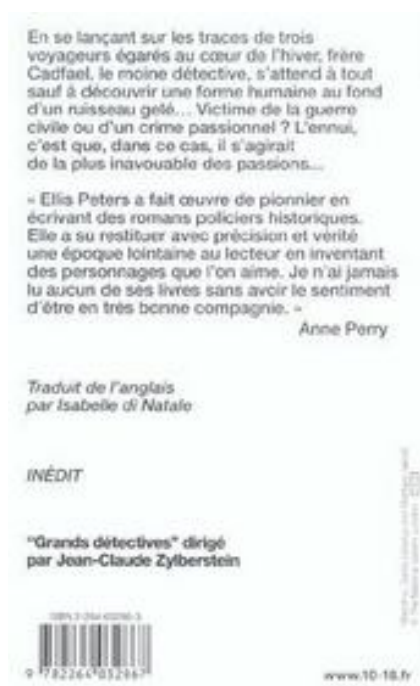 En se lançant sur les traces de trois
voyageurs égarés au cœur de l'hiver, frère
Cadfael, le moine détective, s'attend à tout
sauf à découvrir une forme humaine au fond
d'un ruisseau gelé... Victime de la guerre
civile ou d'un crime passionnel ? L'ennui,
c'est que, dans ce cas, il s'agirait
de la plus inavouable des passions...
« Ellis Peters a fait œuvre de pionnier en
écrivant des romans policiers historiques.
Elle a su restituer avec précision et vérité
une époque lointaine au lecteur en inventant
des personnages que l'on aime. Je n'ai jamais
lu aucun de ses livres sans avoir le sentiment
d'être en très bonne compagnie. »
Anne Perry
Traduit de l'anglais
par Isabelle di Natale
INÉDIT
"Grands détectives" dirigé
par Jean-Claude Zylberstein
9 782264 032867
www.10-18.fr